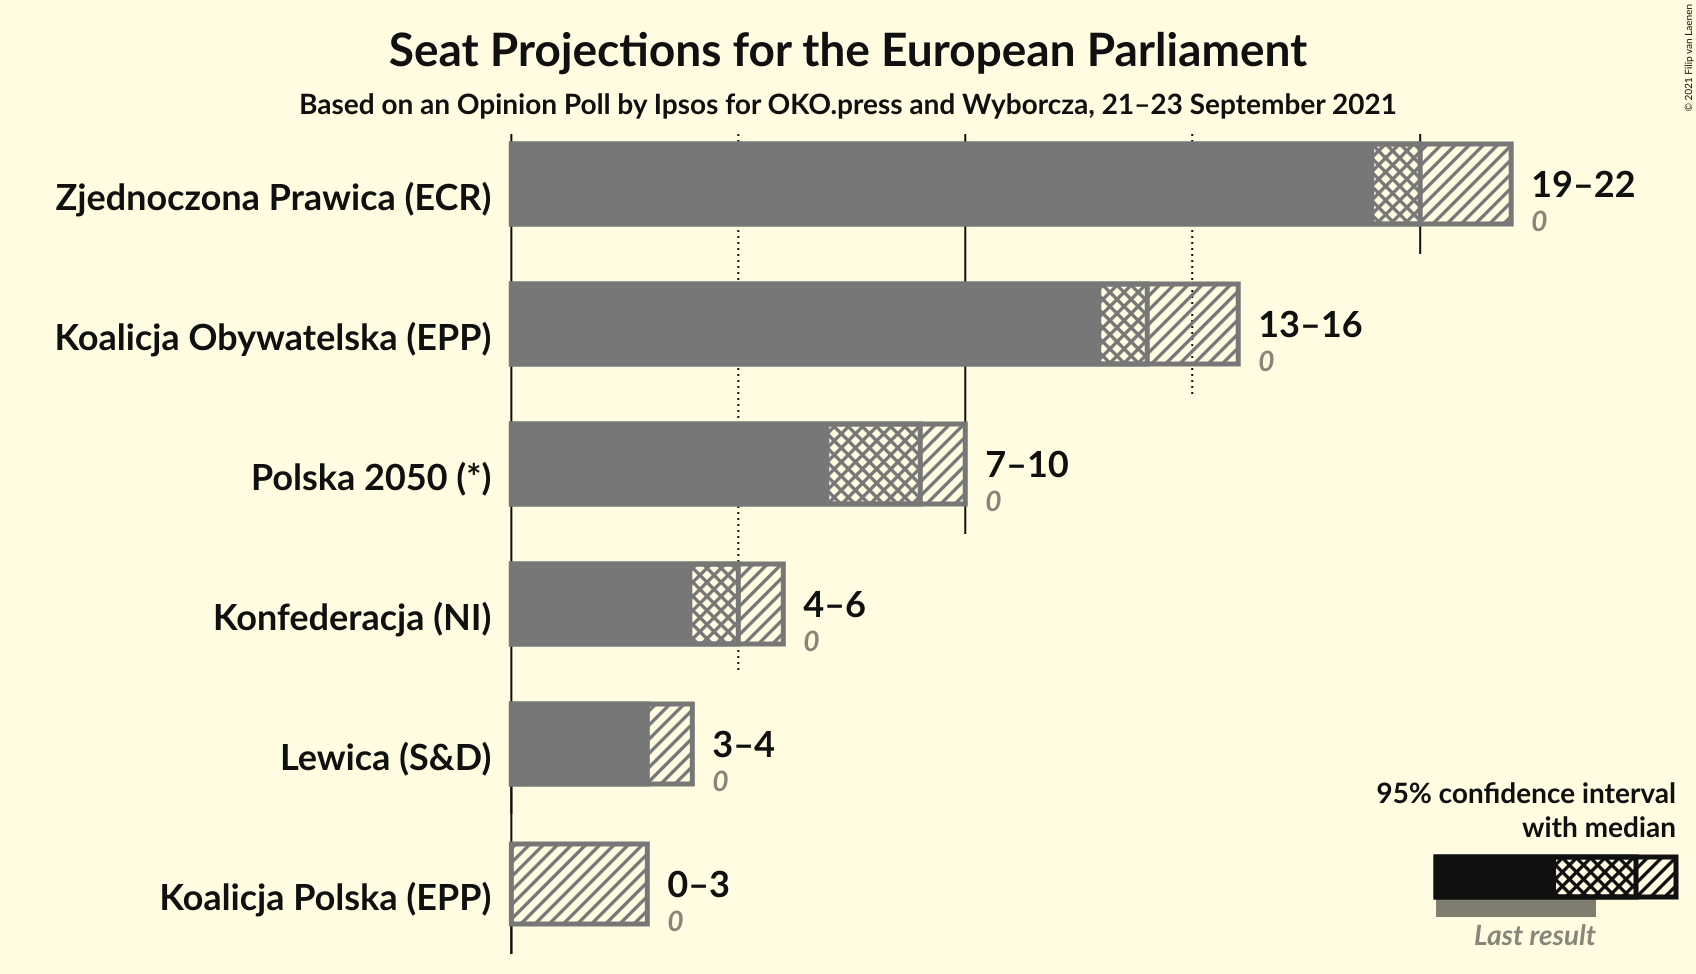 Seat Projections for the European Parliament
Based on an Opinion Poll by Ipsos for OKO.press and Wyborcza, 21–23 September 2021
© 2021 Filip van Laenen
Zjednoczona Prawica (ECR)
19–22
0
Koalicja Obywatelska (EPP)
13–16
0
Polska 2050 (*)
7–10
0
Konfederacja (NI)
4–6
0
Lewica (S&D)
3–4
0
Koalicja Polska (EPP)
0–3
0
95% confidence interval
with median
Last result